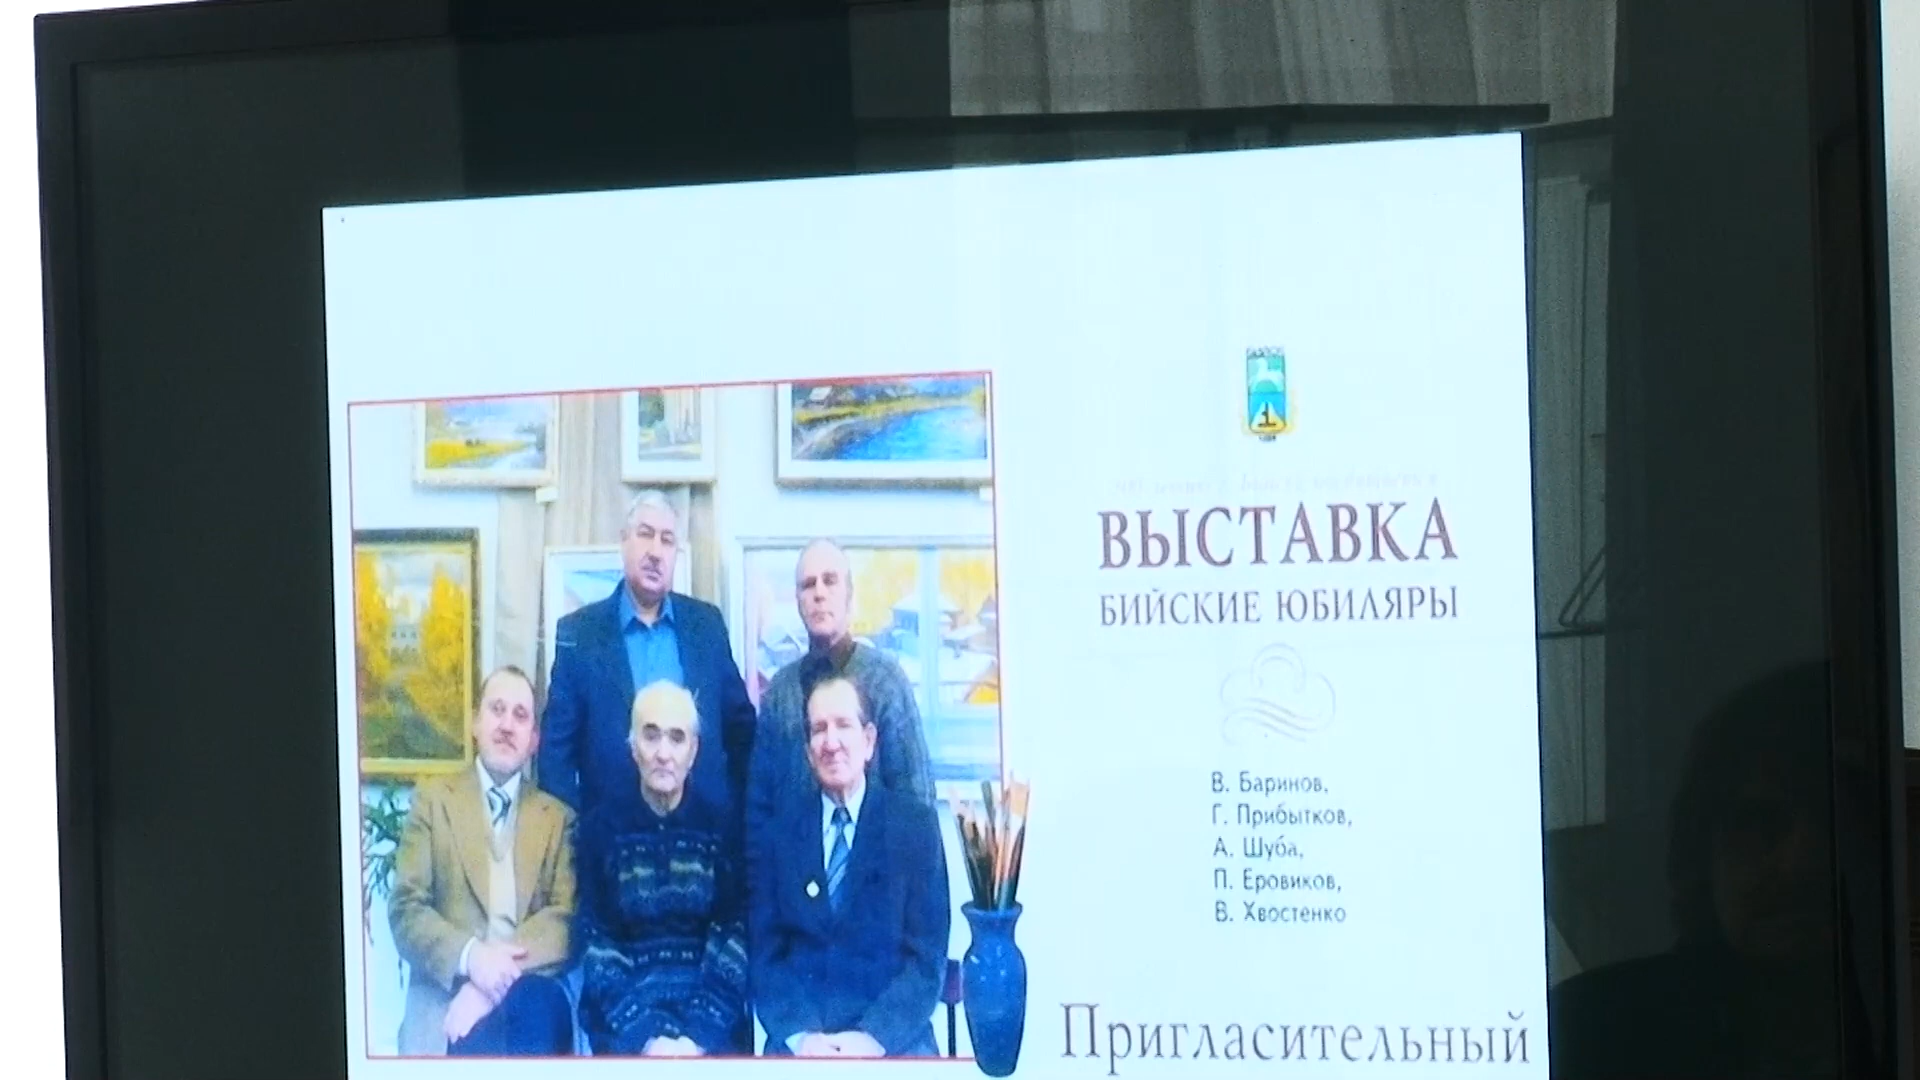 ВЫСТАВКА
БИЙСКИЕ ЮБИЛЯРЫ
В. Баринов,
Г. Прибытков,
А. Шуба,
П. Еровиков,
В. Хвостенко
Пригласительный